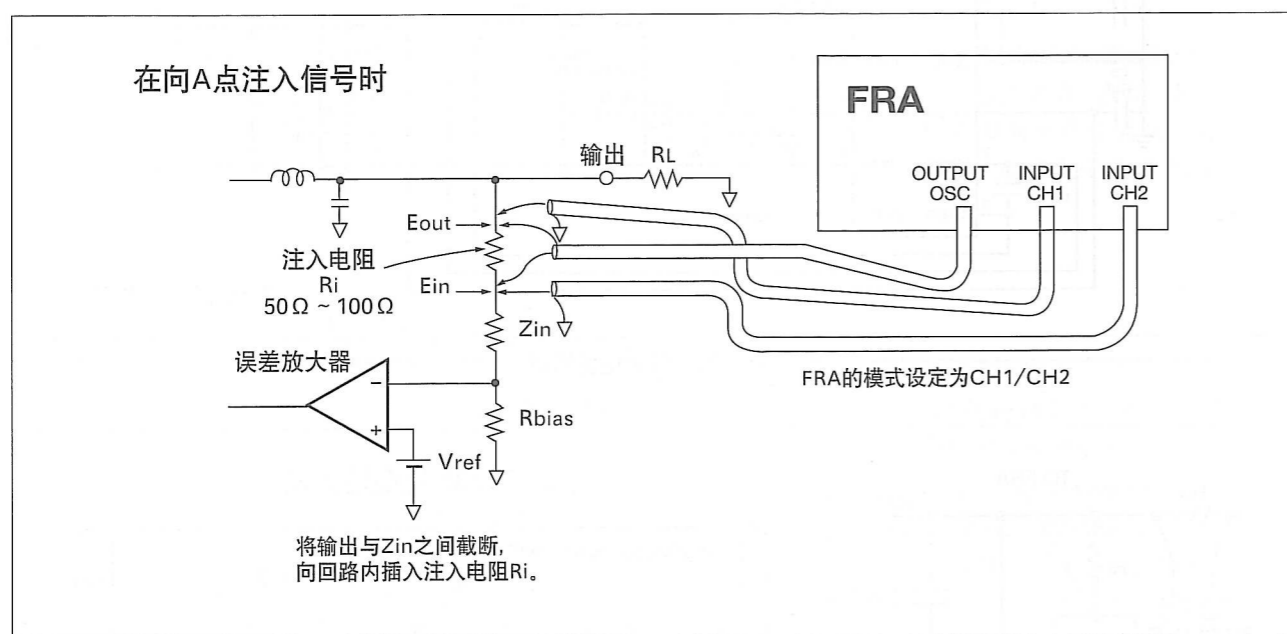 在向A点注入信号时
FRA
OUTPUT
OSC
INPUT
CH1
INPUT
CH2
输出
RL
Eout
注入电阻
Ri
50Ω ~ 100Ω
Ein
Zin
误差放大器
−
+
Rbias
Vref
FRA的模式设定为CH1/CH2
将输出与Zin之间截断,
向回路内插入注入电阻Ri。